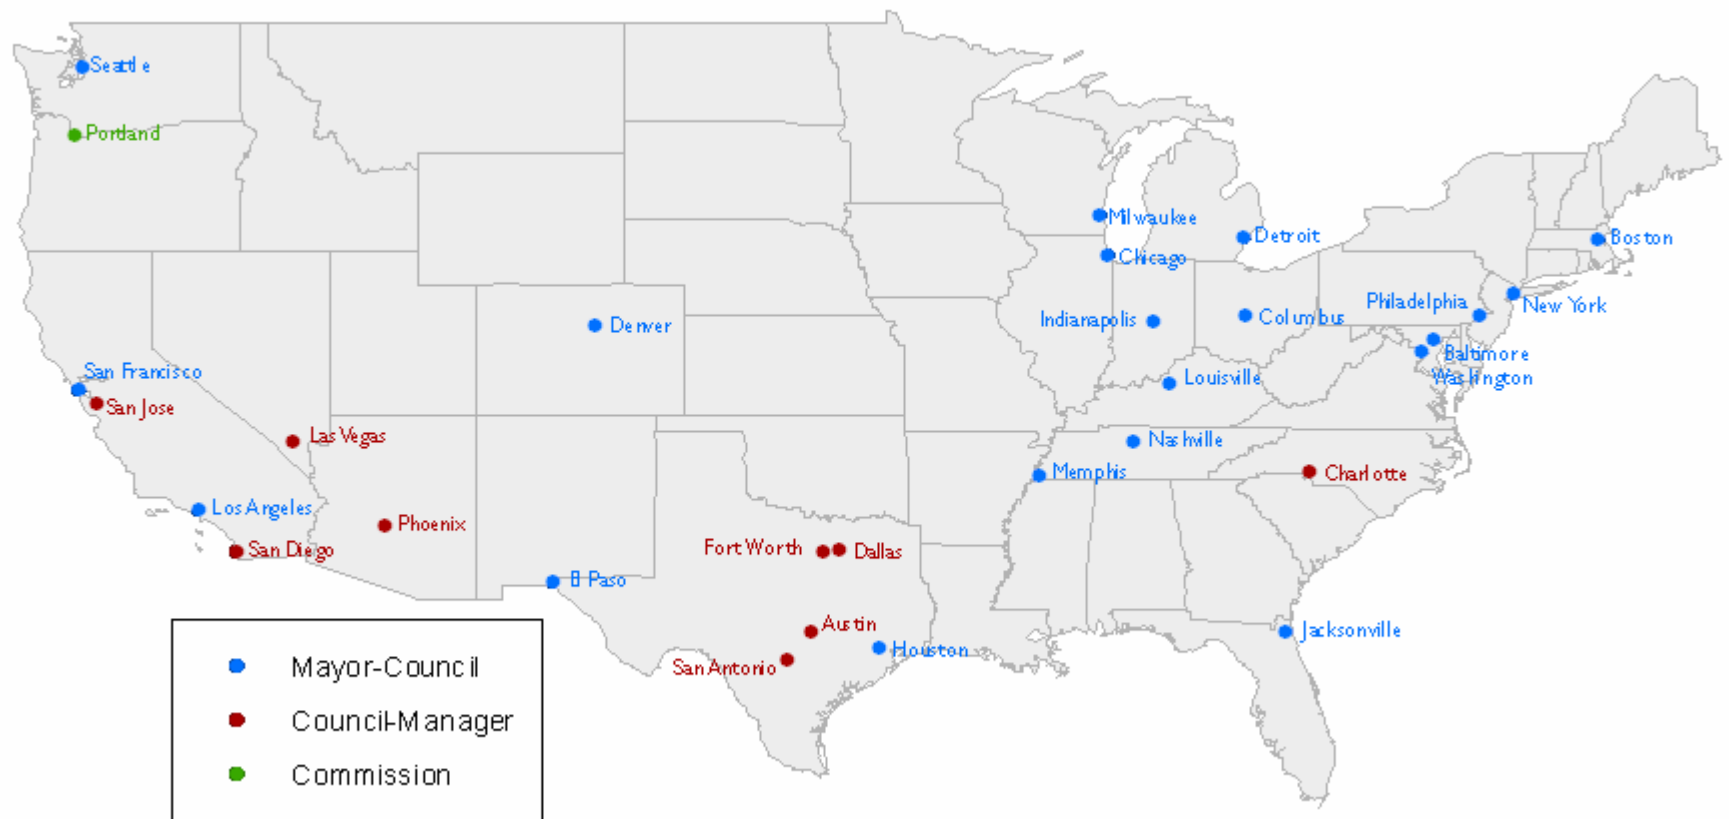 Seattle
Portland
Milwaukee
Detroit
Boston
Chicago
Philadelphia
New York
Indianapolis
Columbus
Denver
Baltimore
Washington
San Francisco
Louisville
San Jose
Las Vegas
Nashville
Memphis
Charlotte
Los Angeles
Phoenix
San Diego
Fort Worth
Dallas
El Paso
Austin
Jacksonville
Houston
San Antonio
Mayor-Council
Council-Manager
Commission